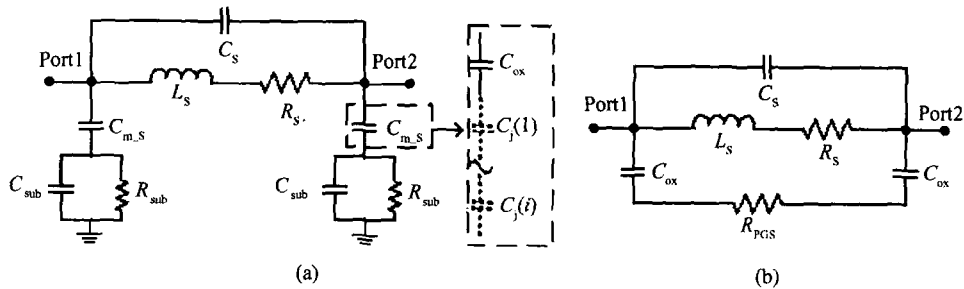 Port1
C_S
Port2
L_S
R_S.
C_m_S
C_m_S
C_sub
R_sub
C_sub
R_sub
C_ox
C_j(1)
C_j(i)
(a)
Port1
C_S
Port2
L_S
R_S
C_ox
C_ox
R_PGS
(b)